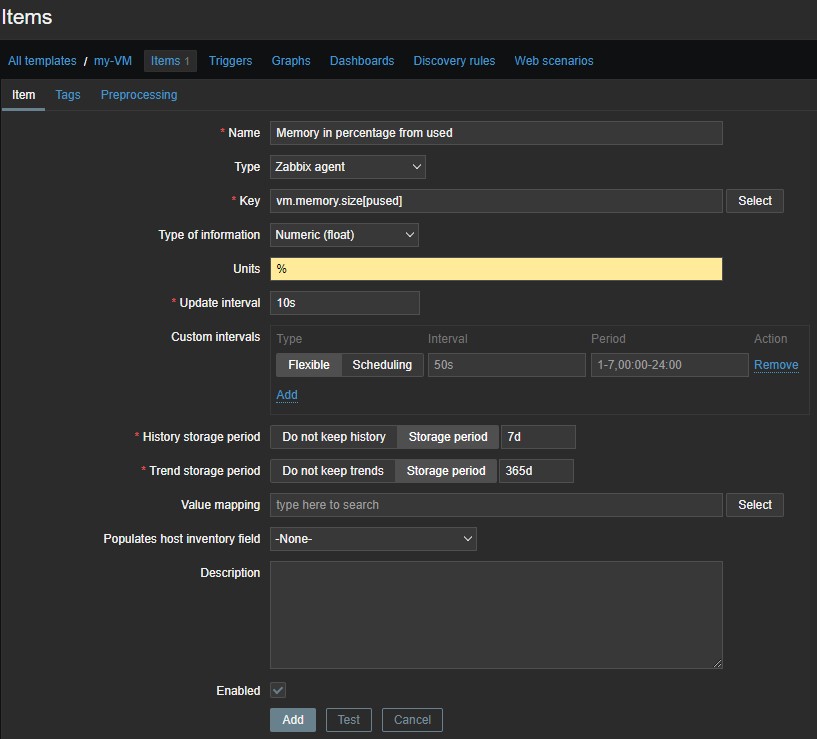 Items
All templates / my-VM Items 1 Triggers Graphs Dashboards Discovery rules Web scenarios
Item Tags Preprocessing
* Name Memory in percentage from used
Type Zabbix agent
* Key vm.memory.size[pused] Select
Type of information Numeric (float)
Units %
* Update interval 10s
Custom intervals Type Interval Period Action
Flexible Scheduling 50s 1-7,00:00-24:00 Remove
Add
* History storage period Do not keep history Storage period 7d
* Trend storage period Do not keep trends Storage period 365d
Value mapping type here to search Select
Populates host inventory field -None-
Description
Enabled
Add Test Cancel